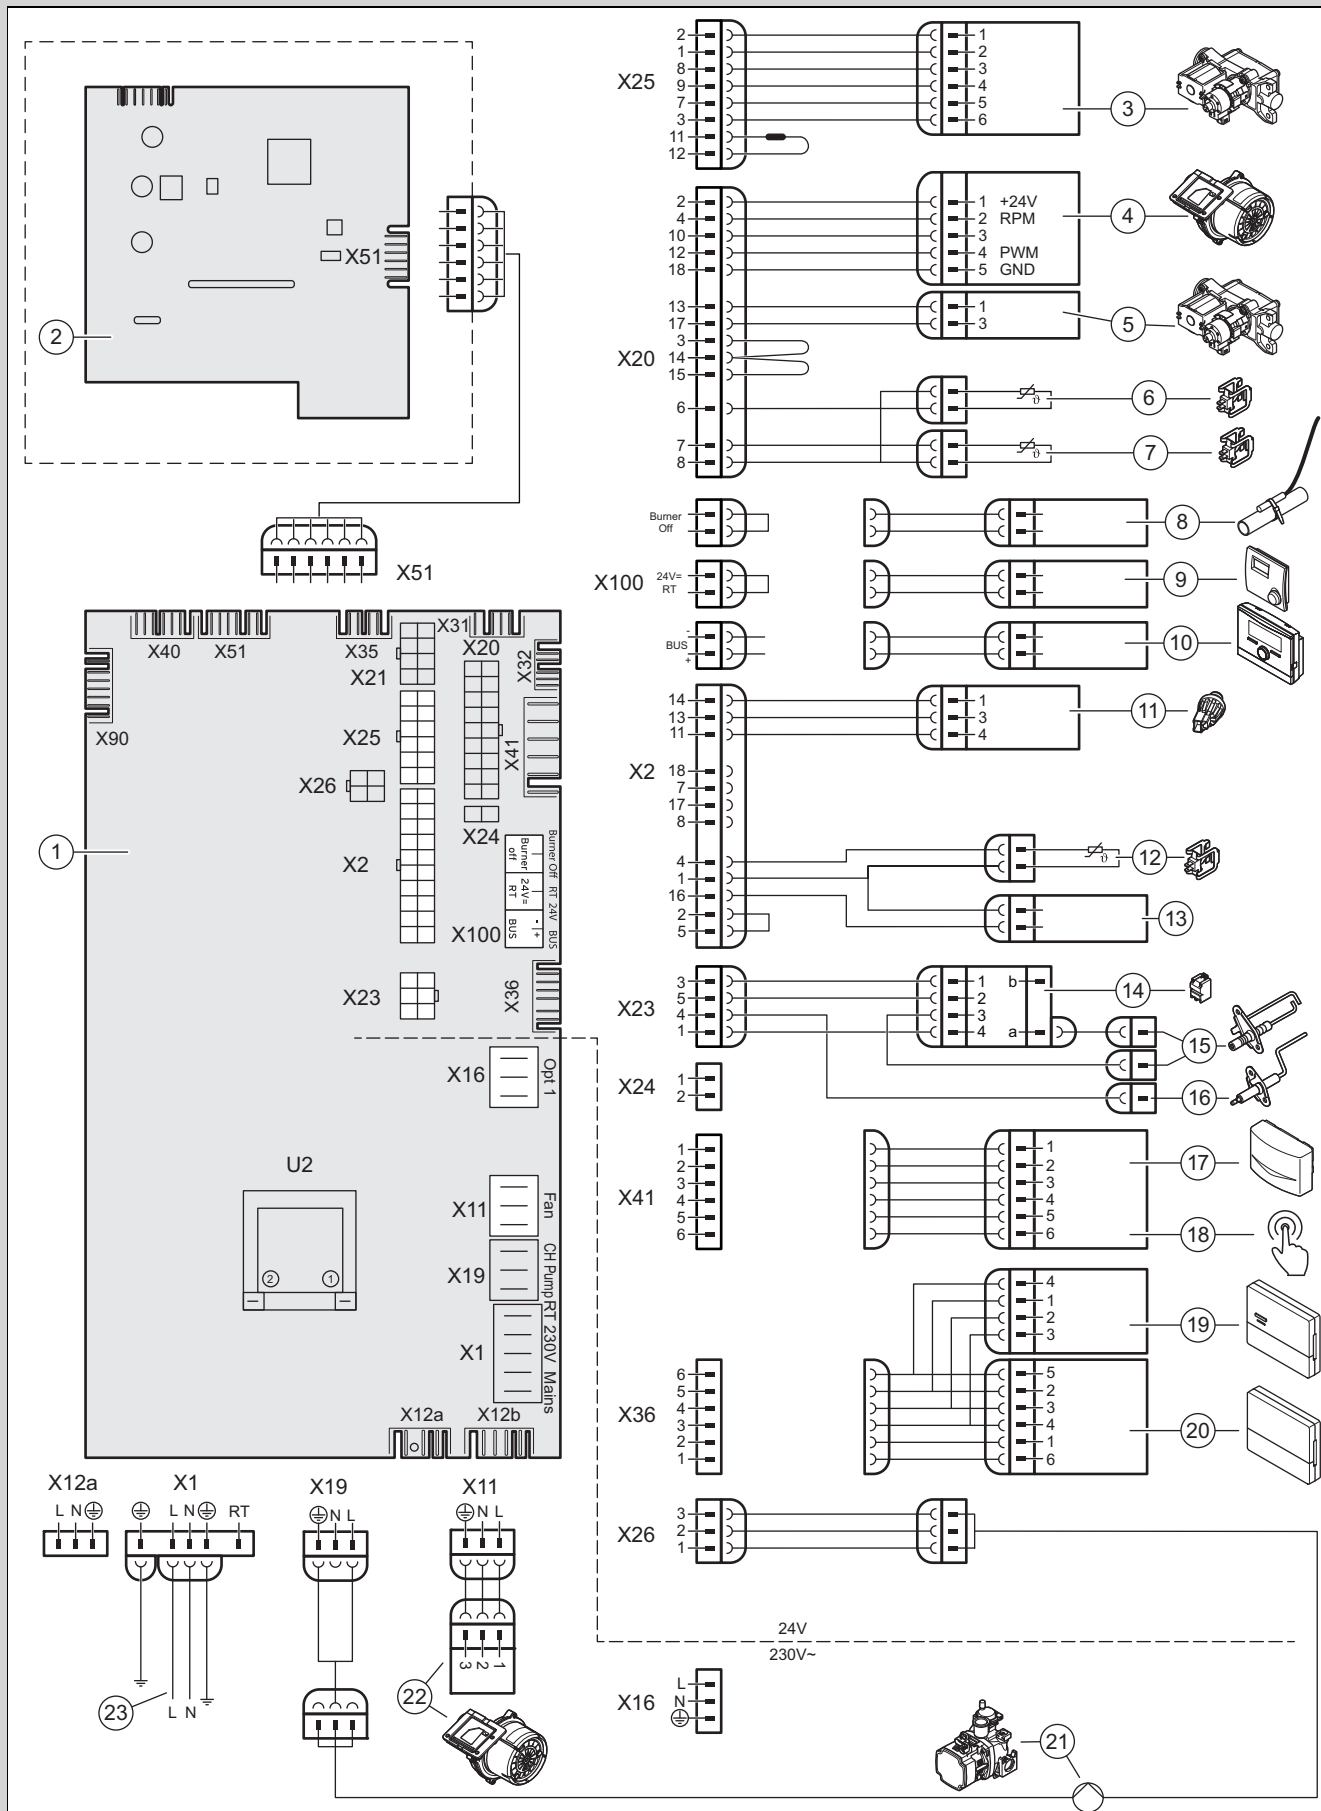 X51
2
X51
1
X40
X51
X35
X31
X20
X32
X21
X90
X25
X41
X26
X24
X2
Burner off
24V= RT
BUS
- +
Burner Off RT 24V BUS
X100
X23
X36
X16
Opt 1
U2
2
1
X11
Fan
X19
CH Pump
X1
RT 230V Mains
X12a
X12b
X12a
L N
X1
L N
RT
23
L N
X19
N L
X11
N L
3 2 1
22
X25
2 1
1 2
8 3
9 4
7 5
3 6
11
12
3
X20
2 1 +24V
4 2 RPM
10 3
12 4 PWM
18 5 GND
4
13 1
17 3
5
3
14
15
6
ϑ
6
7
8
ϑ
7
Burner
Off
8
X100
24V=
RT
9
-
BUS
+
10
X2
14 1
13 3
11 4
11
18
7
17
8
4
1
ϑ
12
16
2
5
13
X23
3 1 b
5 2
4 3
1 4 a
14
15
16
X24
1
2
X41
1 1
2 2
3 3
4 4
5 5
6 6
17
18
4
1
2
3
19
X36
6 5
5 2
4 3
3 4
2 1
1 6
20
X26
3
2
1
24V
230V~
X16
L
N
21